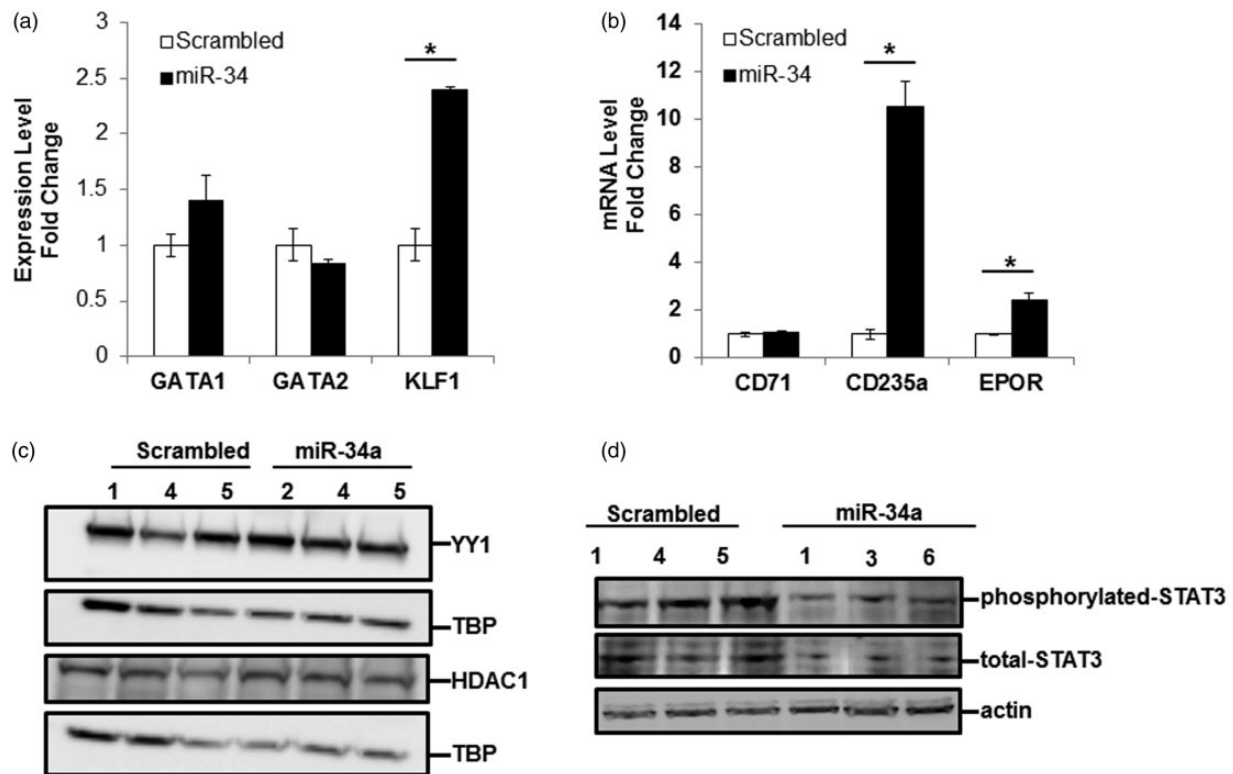 (a)
3
2.5
2
1.5
1
0.5
0
Expression Level
Fold Change
Scrambled
miR-34
*
GATA1 GATA2 KLF1
(b)
14
12
10
8
6
4
2
0
mRNA Level
Fold Change
Scrambled
miR-34
*
*
CD71 CD235a EPOR
(c)
Scrambled miR-34a
1 4 5 2 4 5
YY1
TBP
HDAC1
TBP
(d)
Scrambled miR-34a
1 4 5 1 3 6
phosphorylated-STAT3
total-STAT3
actin